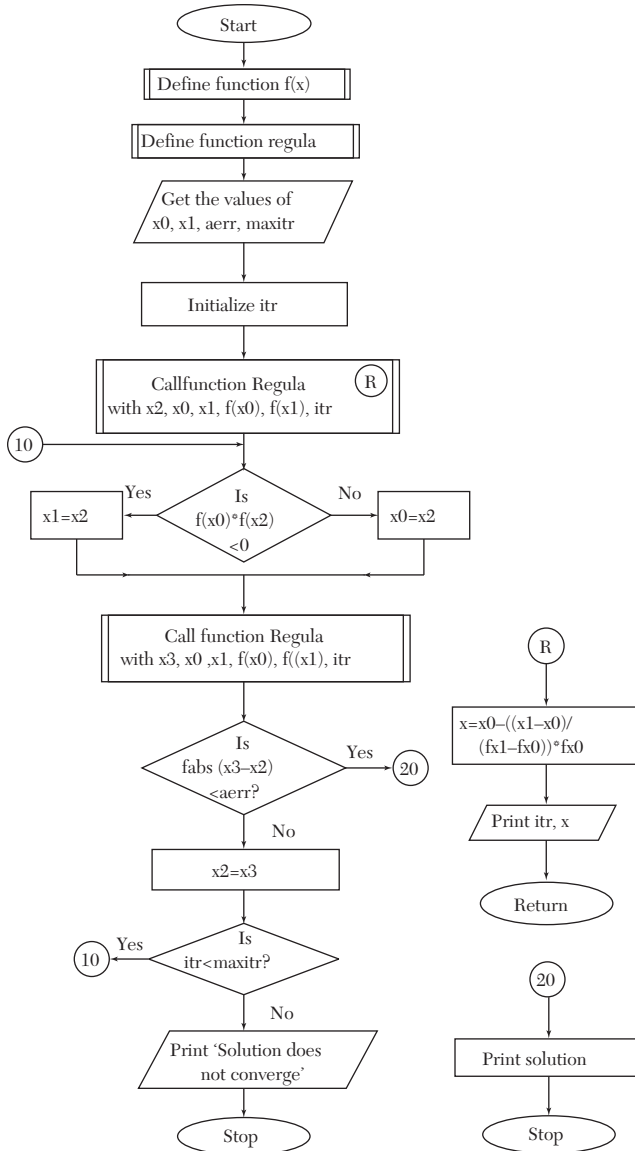 Start
Define function f(x)
Define function regula
Get the values of
x0, x1, aerr, maxitr
Initialize itr
Callfunction Regula
R
with x2, x0, x1, f(x0), f(x1), itr
10
Yes
Is
No
x1=x2
f(x0)*f(x2)
x0=x2
<0
Call function Regula
with x3, x0 ,x1, f(x0), f((x1), itr
Is
Yes
fabs (x3–x2)
20
<aerr?
No
x2=x3
Is
Yes
10
itr<maxitr?
No
Print ‘Solution does
not converge’
Stop
R
x=x0–((x1–x0)/
(fx1–fx0))*fx0
Print itr, x
Return
20
Print solution
Stop